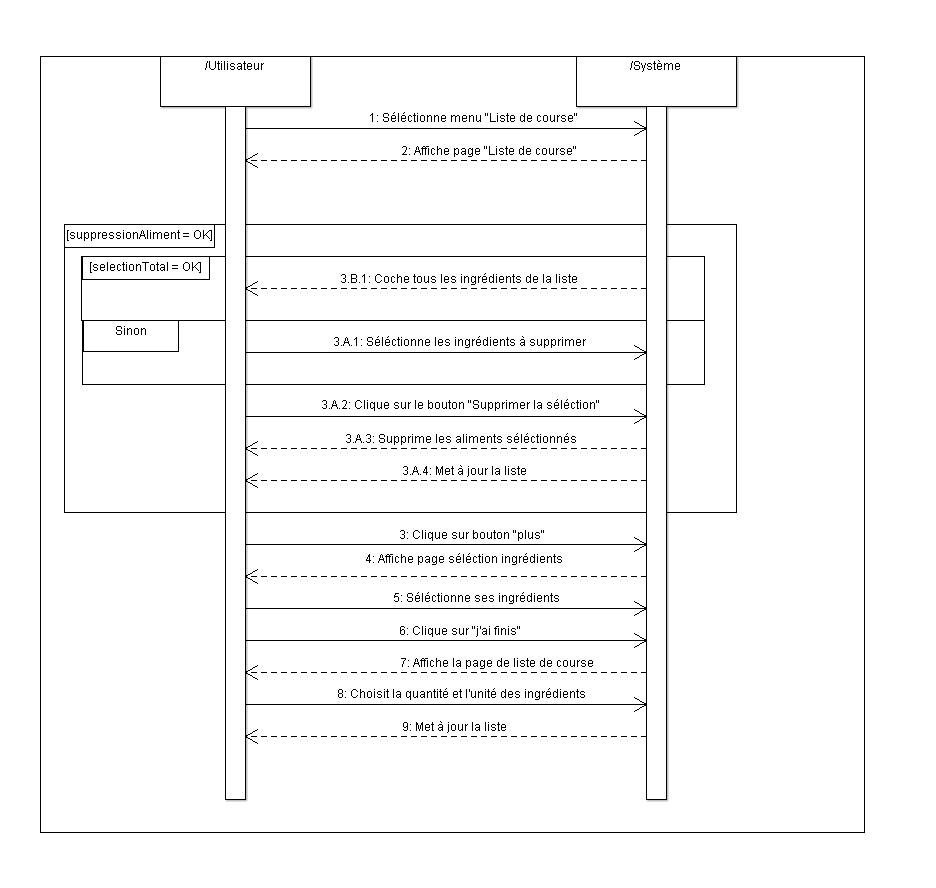 /Utilisateur
/Système
1: Séléctionne menu "Liste de course"
2: Affiche page "Liste de course"
[suppressionAliment = OK]
[selectionTotal = OK]
3.B.1: Coche tous les ingrédients de la liste
Sinon
3.A.1: Séléctionne les ingrédients à supprimer
3.A.2: Clique sur le bouton "Supprimer la séléction"
3.A.3: Supprime les aliments séléctionnés
3.A.4: Met à jour la liste
3: Clique sur bouton "plus"
4: Affiche page séléction ingrédients
5: Séléctionne ses ingrédients
6: Clique sur "j'ai finis"
7: Affiche la page de liste de course
8: Choisit la quantité et l'unité des ingrédients
9: Met à jour la liste